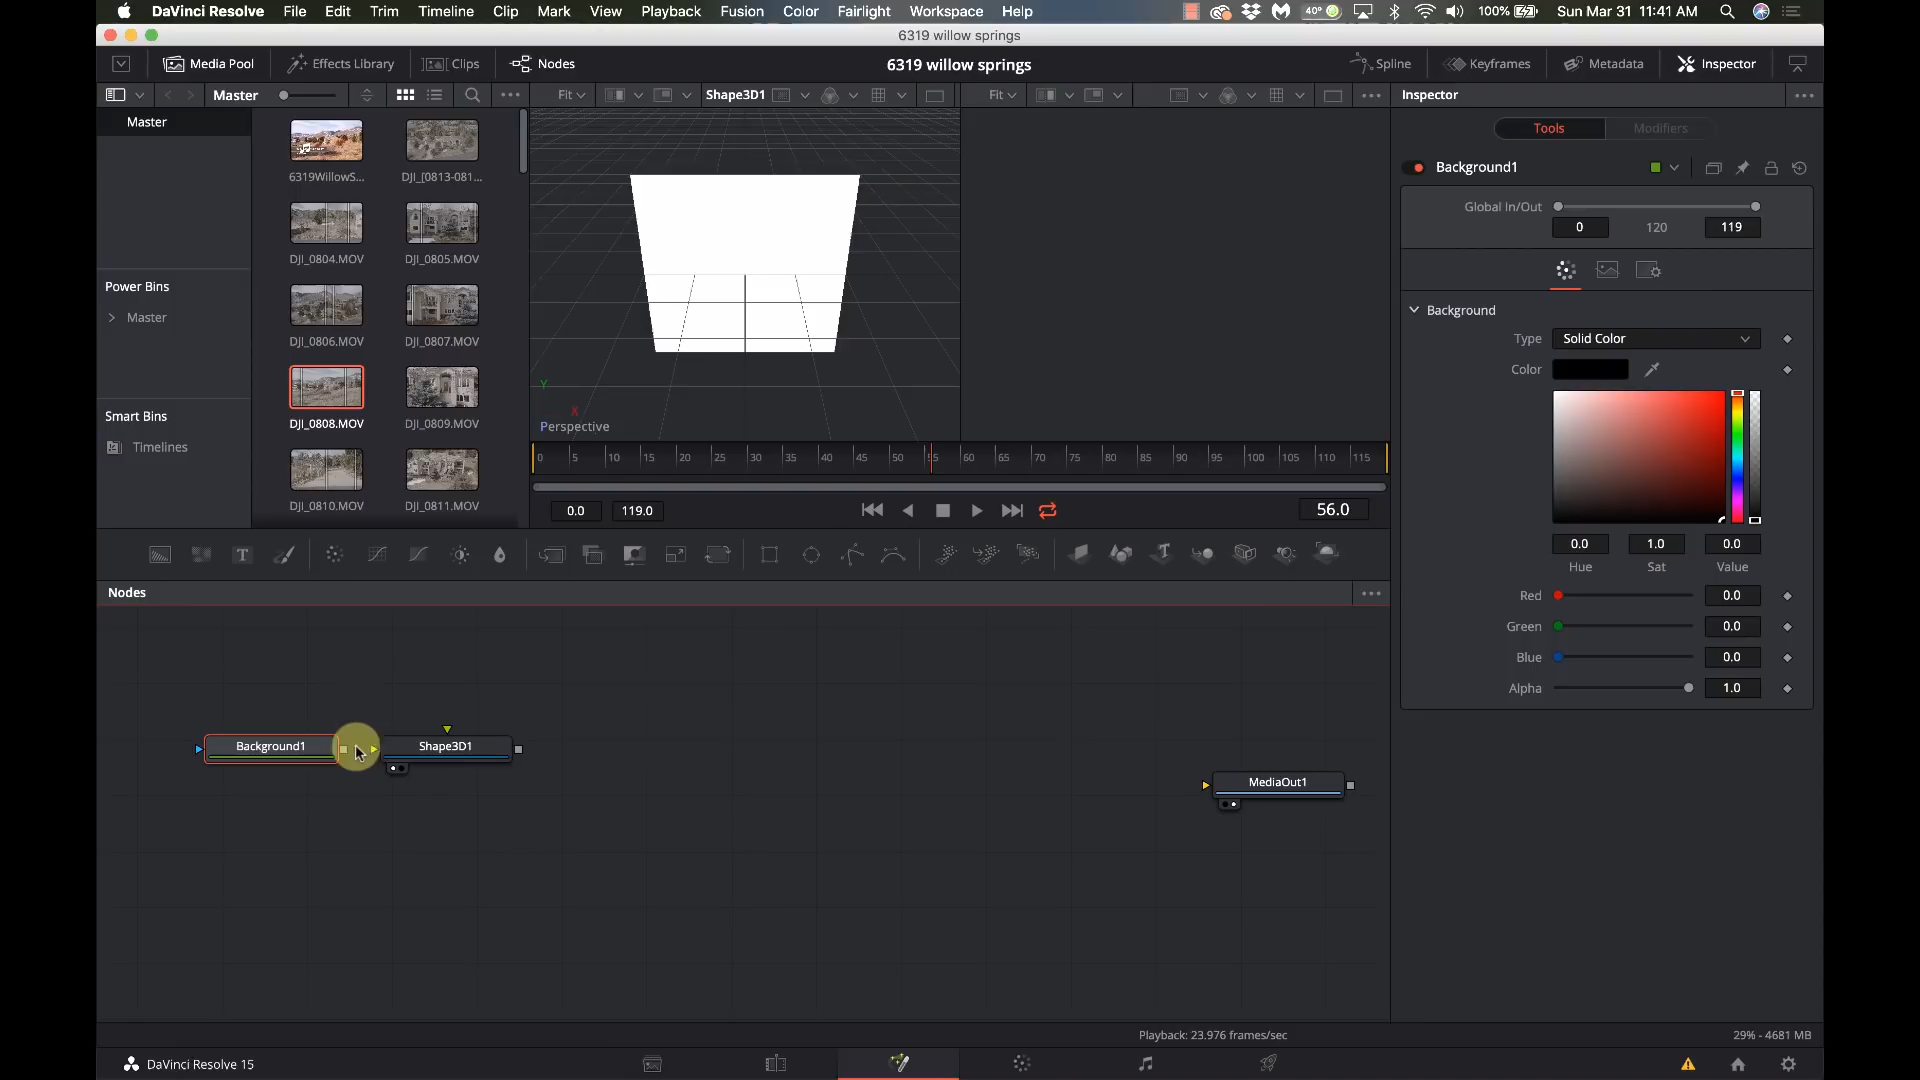 DaVinci Resolve File Edit Trim Timeline Clip Mark View Playback Fusion Color Fairlight Workspace Help 40° 100% Sun Mar 31 11:41 AM
6319 willow springs
Media Pool Effects Library Clips Nodes 6319 willow springs Spline Keyframes Metadata Inspector
Master Fit Shape3D1 Fit Inspector
Master
Tools Modifiers
6319WillowS... DJI_[0813-081...
Background1
Global In/Out
0 120 119
DJI_0804.MOV DJI_0805.MOV
Power Bins
Master
Background
DJI_0806.MOV DJI_0807.MOV
Type Solid Color
Color
Y
X
Perspective
Smart Bins
Timelines
DJI_0808.MOV DJI_0809.MOV
0 5 10 15 20 25 30 35 40 45 50 55 60 65 70 75 80 85 90 95 100 105 110 115
DJI_0810.MOV DJI_0811.MOV
0.0 119.0 56.0
0.0 1.0 0.0
Hue Sat Value
T T
Nodes
Red 0.0
Green 0.0
Blue 0.0
Alpha 1.0
Background1 Shape3D1
MediaOut1
Playback: 23.976 frames/sec 29% - 4681 MB
DaVinci Resolve 15